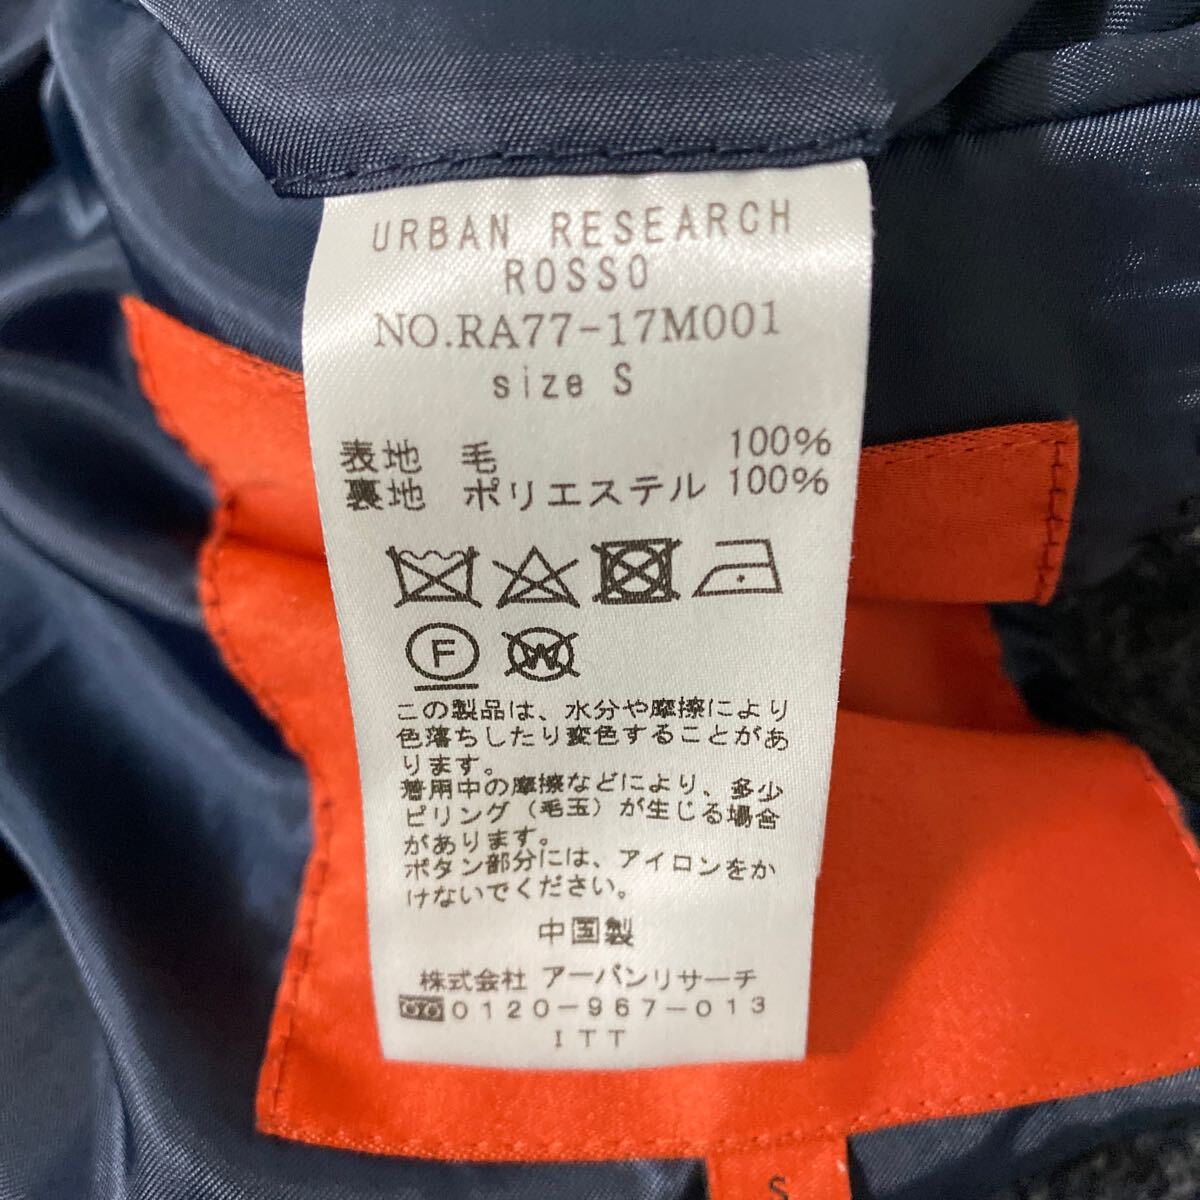 URBAN RESEARCH
ROSSO
NO.RA77-17M001
size S
表地 毛 100%
裏地 ポリエステル 100%
F
W
この製品は、水分や摩擦により
色落ちしたり変色することがあ
ります。
着用中の摩擦などにより、多少
ピリング（毛玉）が生じる場合
があります。
ボタン部分には、アイロンをか
けないでください。
中国製
株式会社 アーバンリサーチ
0120-967-013
ITT
S